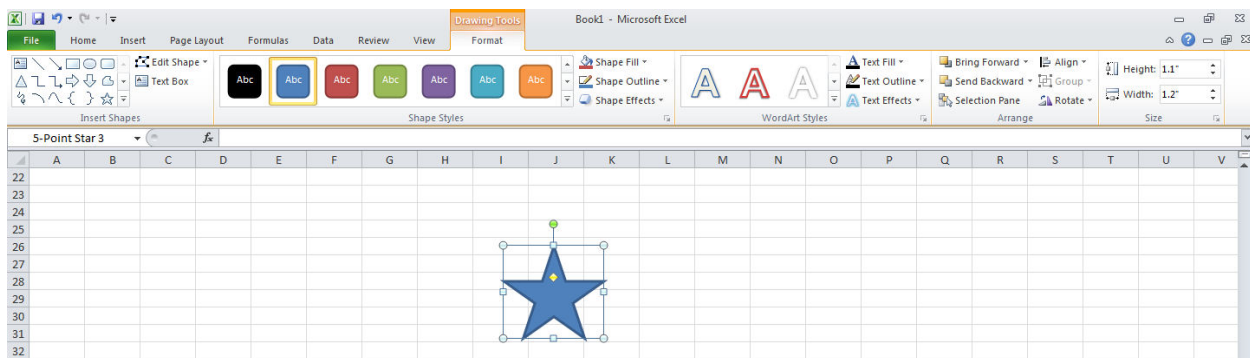 Drawing Tools Book1 - Microsoft Excel
File Home Insert Page Layout Formulas Data Review View Format
Edit Shape Abc Abc Abc Abc Abc Abc Abc Shape Fill A A A A Text Fill Bring Forward Align Height: 1.1"
A Text Box Shape Outline A Text Outline Send Backward Group Width: 1.2"
Shape Effects A Text Effects Selection Pane Rotate
Insert Shapes Shape Styles WordArt Styles Arrange Size
5-Point Star 3 fx
A B C D E F G H I J K L M N O P Q R S T U V
22
23
24
25
26
27
28
29
30
31
32